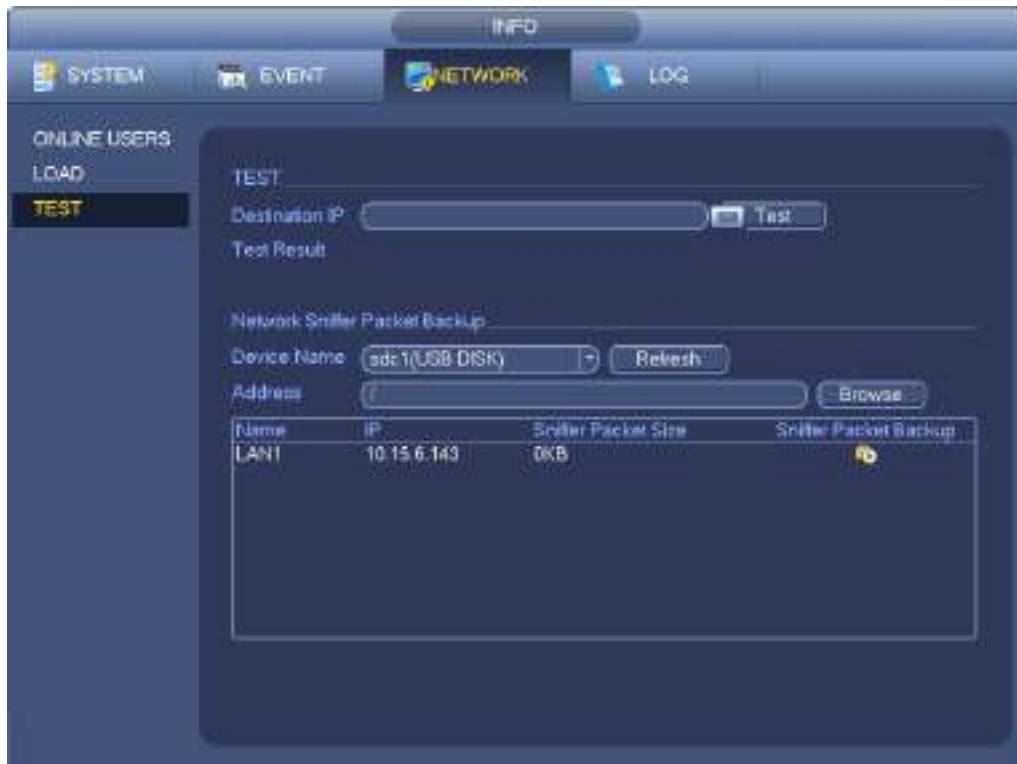 INFO
SYSTEM EVENT NETWORK LOG
ONLINE USERS
LOAD
TEST
TEST
Destination IP Test
Test Result
Network Sniffer Packet Backup
Device Name sdc1(USB DISK) Refresh
Address / Browse
Name IP Sniffer Packet Size Sniffer Packet Backup
LAN1 10.15.6.143 0KB